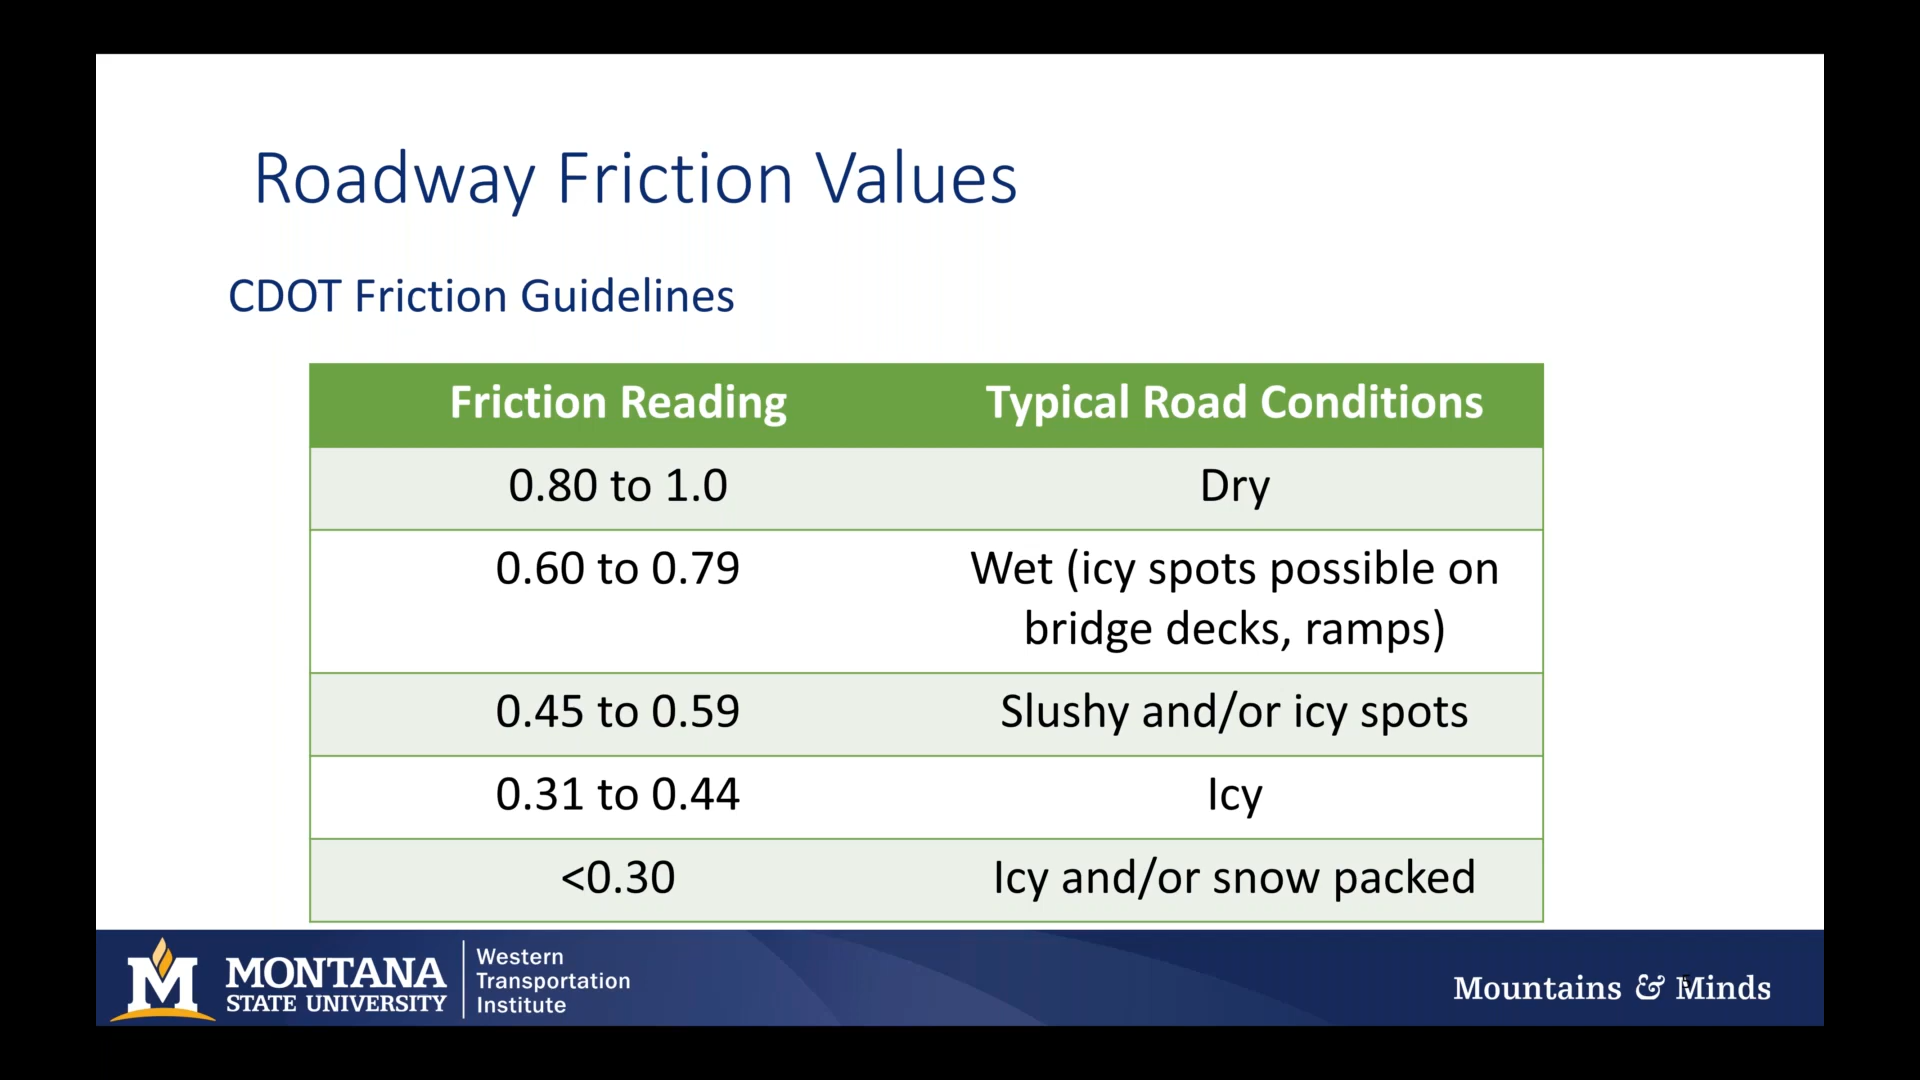 Roadway Friction Values
CDOT Friction Guidelines
Friction Reading Typical Road Conditions
0.80 to 1.0 Dry
0.60 to 0.79 Wet (icy spots possible on
bridge decks, ramps)
0.45 to 0.59 Slushy and/or icy spots
0.31 to 0.44 Icy
<0.30 Icy and/or snow packed
M
MONTANA
STATE UNIVERSITY
Western
Transportation
Institute
Mountains & Minds
5